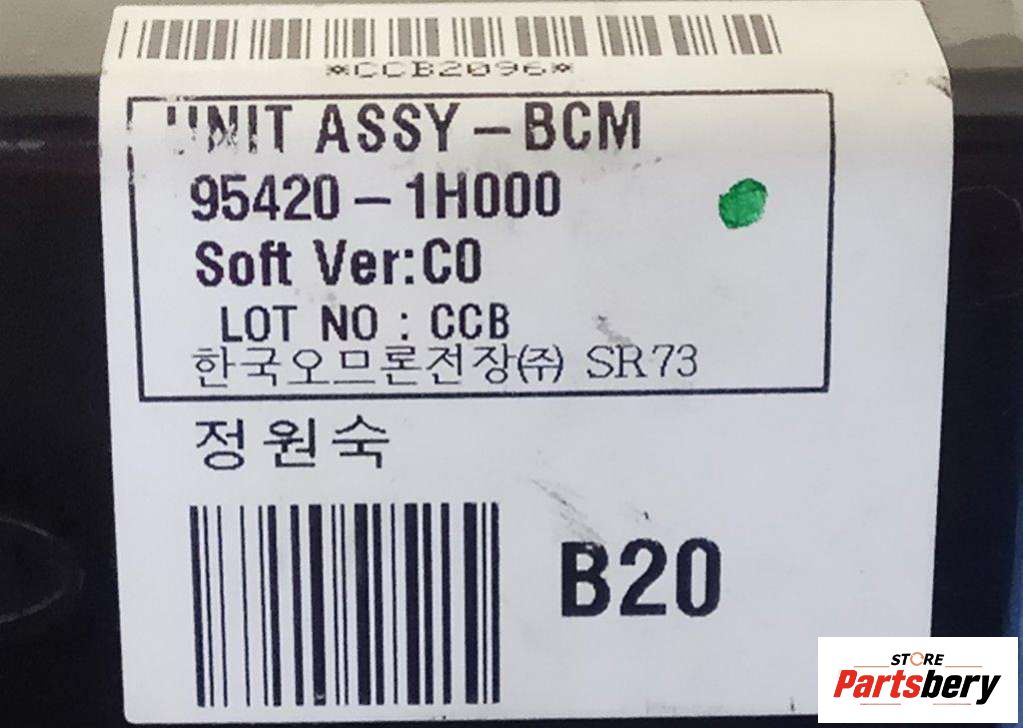 *CCB2096*
UNIT ASSY-BCM
95420-1H000
Soft Ver:C0
LOT NO : CCB
한국오므론전장(주) SR73
정원숙
B20
STORE
Partsbery